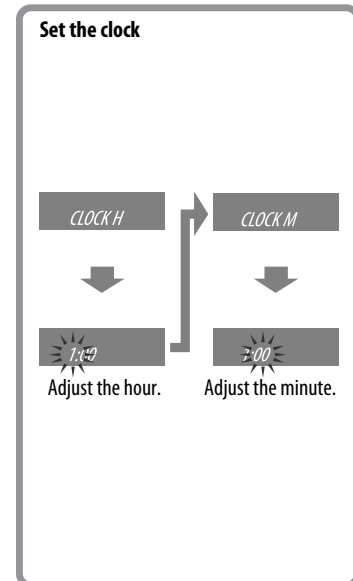 Set the clock
CLOCK H
1:00
Adjust the hour.
CLOCK M
1:00
Adjust the minute.